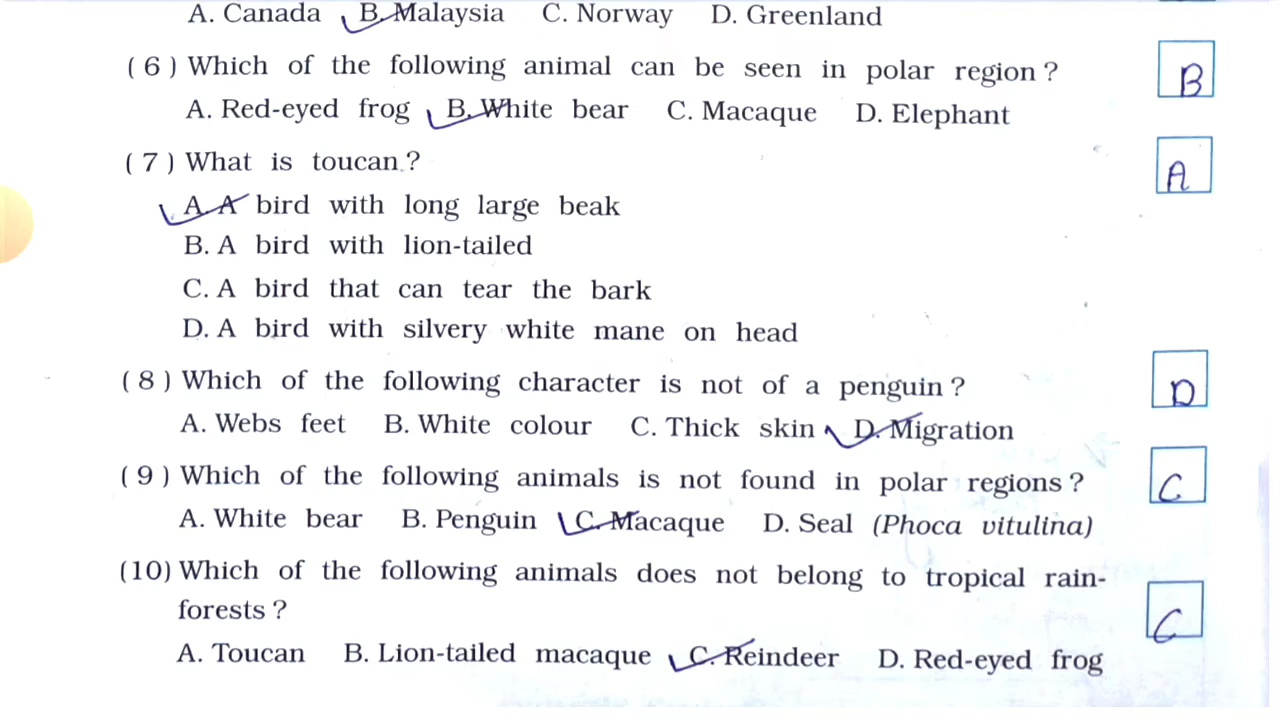 A. Canada B. Malaysia C. Norway D. Greenland
( 6 ) Which of the following animal can be seen in polar region ? B
A. Red-eyed frog B. White bear C. Macaque D. Elephant
( 7 ) What is toucan ? A
A. A bird with long large beak
B. A bird with lion-tailed
C. A bird that can tear the bark
D. A bird with silvery white mane on head
( 8 ) Which of the following character is not of a penguin ? D
A. Webs feet B. White colour C. Thick skin D. Migration
( 9 ) Which of the following animals is not found in polar regions ? C
A. White bear B. Penguin C. Macaque D. Seal (Phoca vitulina)
(10) Which of the following animals does not belong to tropical rain-
forests ? C
A. Toucan B. Lion-tailed macaque C. Reindeer D. Red-eyed frog